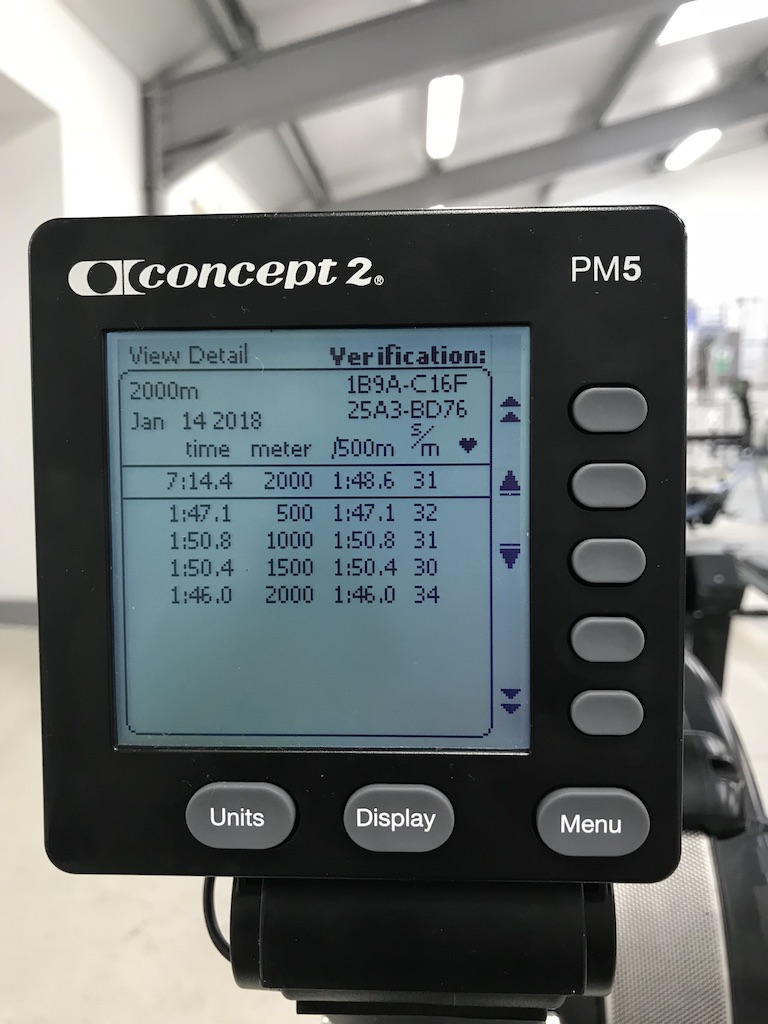 concept 2® PM5
View Detail Verification:
2000m 1B9A-C16F
Jan 14 2018 25A3-BD76
time meter /500m s/m ♥
7:14.4 2000 1:48.6 31
1:47.1 500 1:47.1 32
1:50.8 1000 1:50.8 31
1:50.4 1500 1:50.4 30
1:46.0 2000 1:46.0 34
Units Display Menu